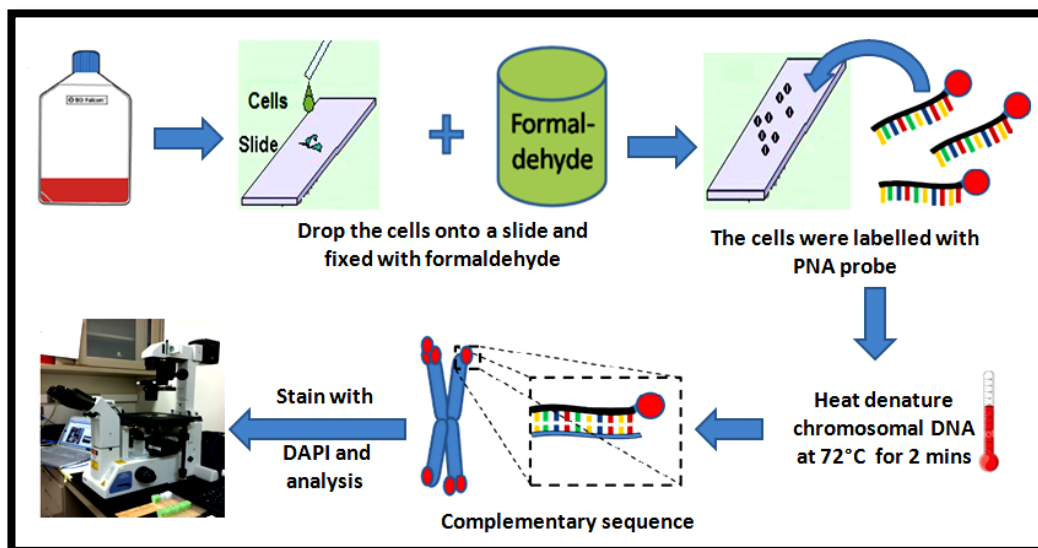 BD Falcon
Cells
Slide
Formal-
dehyde
Drop the cells onto a slide and
fixed with formaldehyde
The cells were labelled with
PNA probe
Heat denature
chromosomal DNA
at 72°C for 2 mins
Complementary sequence
Stain with
DAPI and
analysis